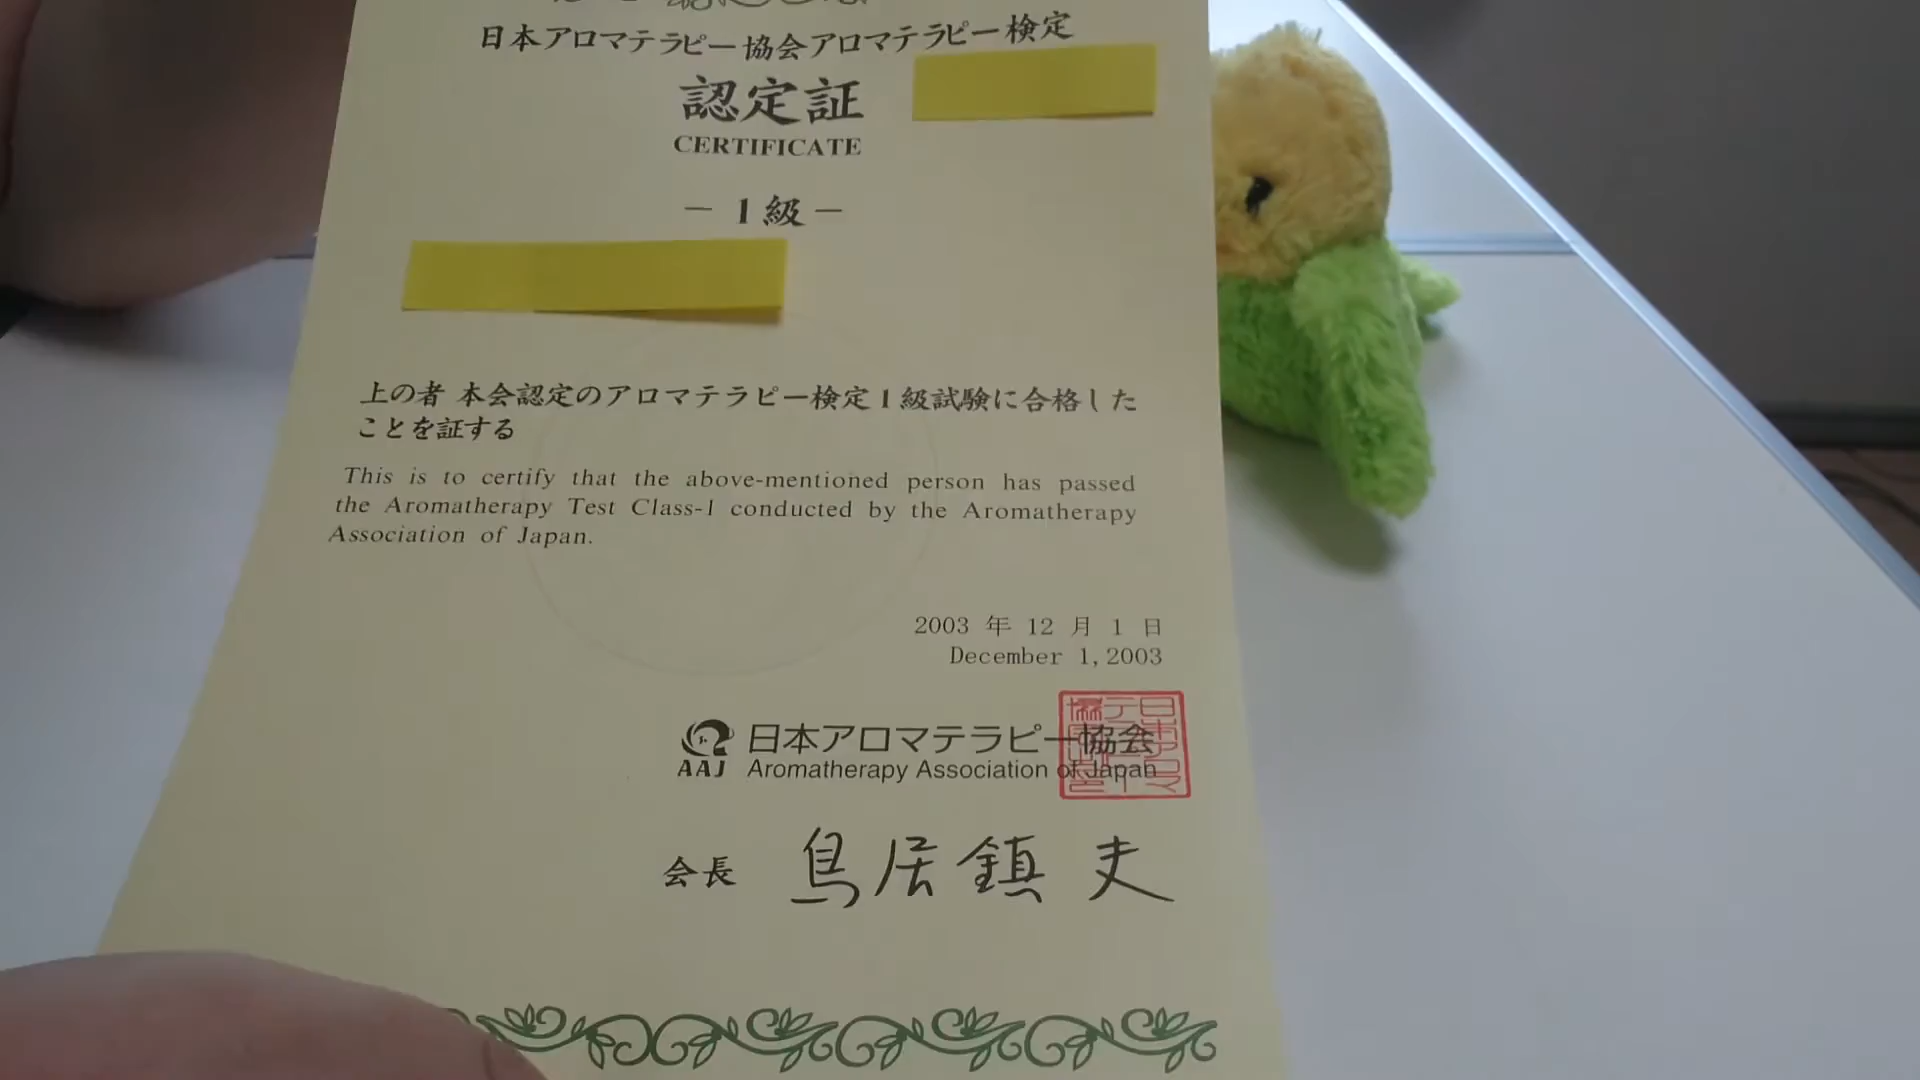 日本アロマテラピー協会アロマテラピー検定
認定証
CERTIFICATE
－1級－
上の者 本会認定のアロマテラピー検定1級試験に合格した
ことを証する
This is to certify that the above-mentioned person has passed
the Aromatherapy Test Class-1 conducted by the Aromatherapy
Association of Japan.
2003 年 12 月 1 日
December 1,2003
AAJ
日本アロマテラピー協会
Aromatherapy Association of Japan
会長 鳥居鎮夫